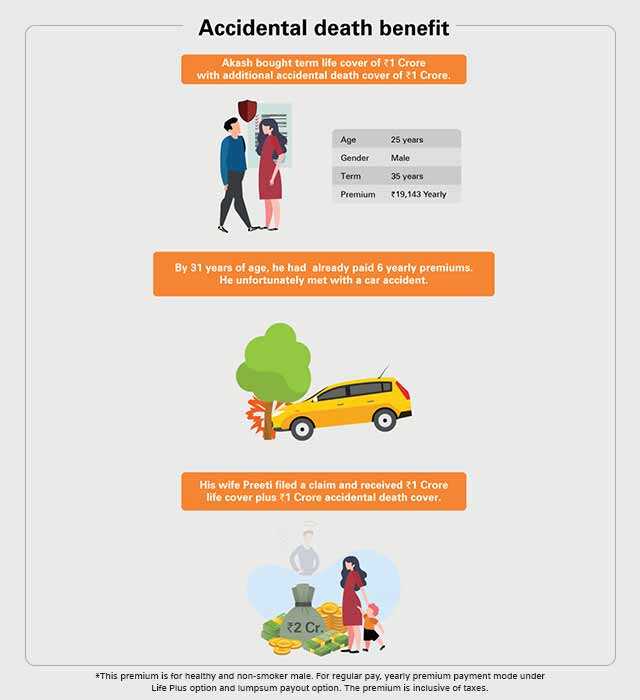 Accidental death benefit
Akash bought term life cover of ₹1 Crore
with additional accidental death cover of ₹1 Crore.
Age 25 years
Gender Male
Term 35 years
Premium ₹19,143 Yearly
By 31 years of age, he had already paid 6 yearly premiums.
He unfortunately met with a car accident.
His wife Preeti filed a claim and received ₹1 Crore
life cover plus ₹1 Crore accidental death cover.
₹2 Cr.
*This premium is for healthy and non-smoker male. For regular pay, yearly premium payment mode under
Life Plus option and lumpsum payout option. The premium is inclusive of taxes.